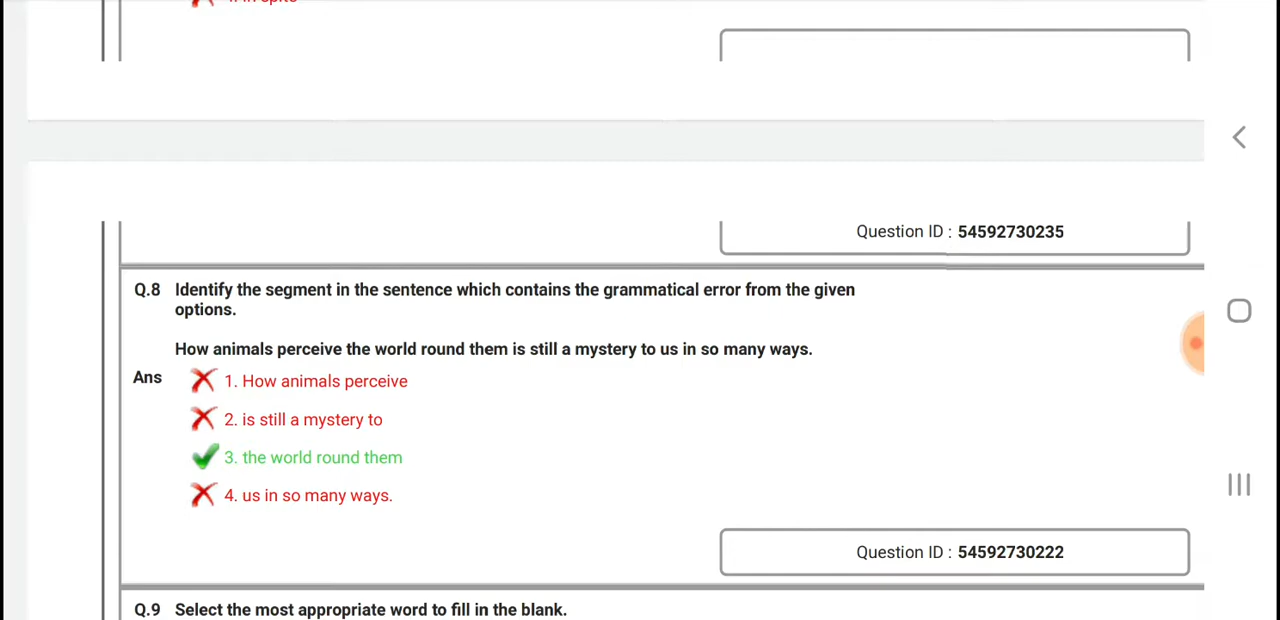 Question ID : 54592730235
Q.8 Identify the segment in the sentence which contains the grammatical error from the given
options.
How animals perceive the world round them is still a mystery to us in so many ways.
Ans
1. How animals perceive
2. is still a mystery to
3. the world round them
4. us in so many ways.
Question ID : 54592730222
Q.9 Select the most appropriate word to fill in the blank.